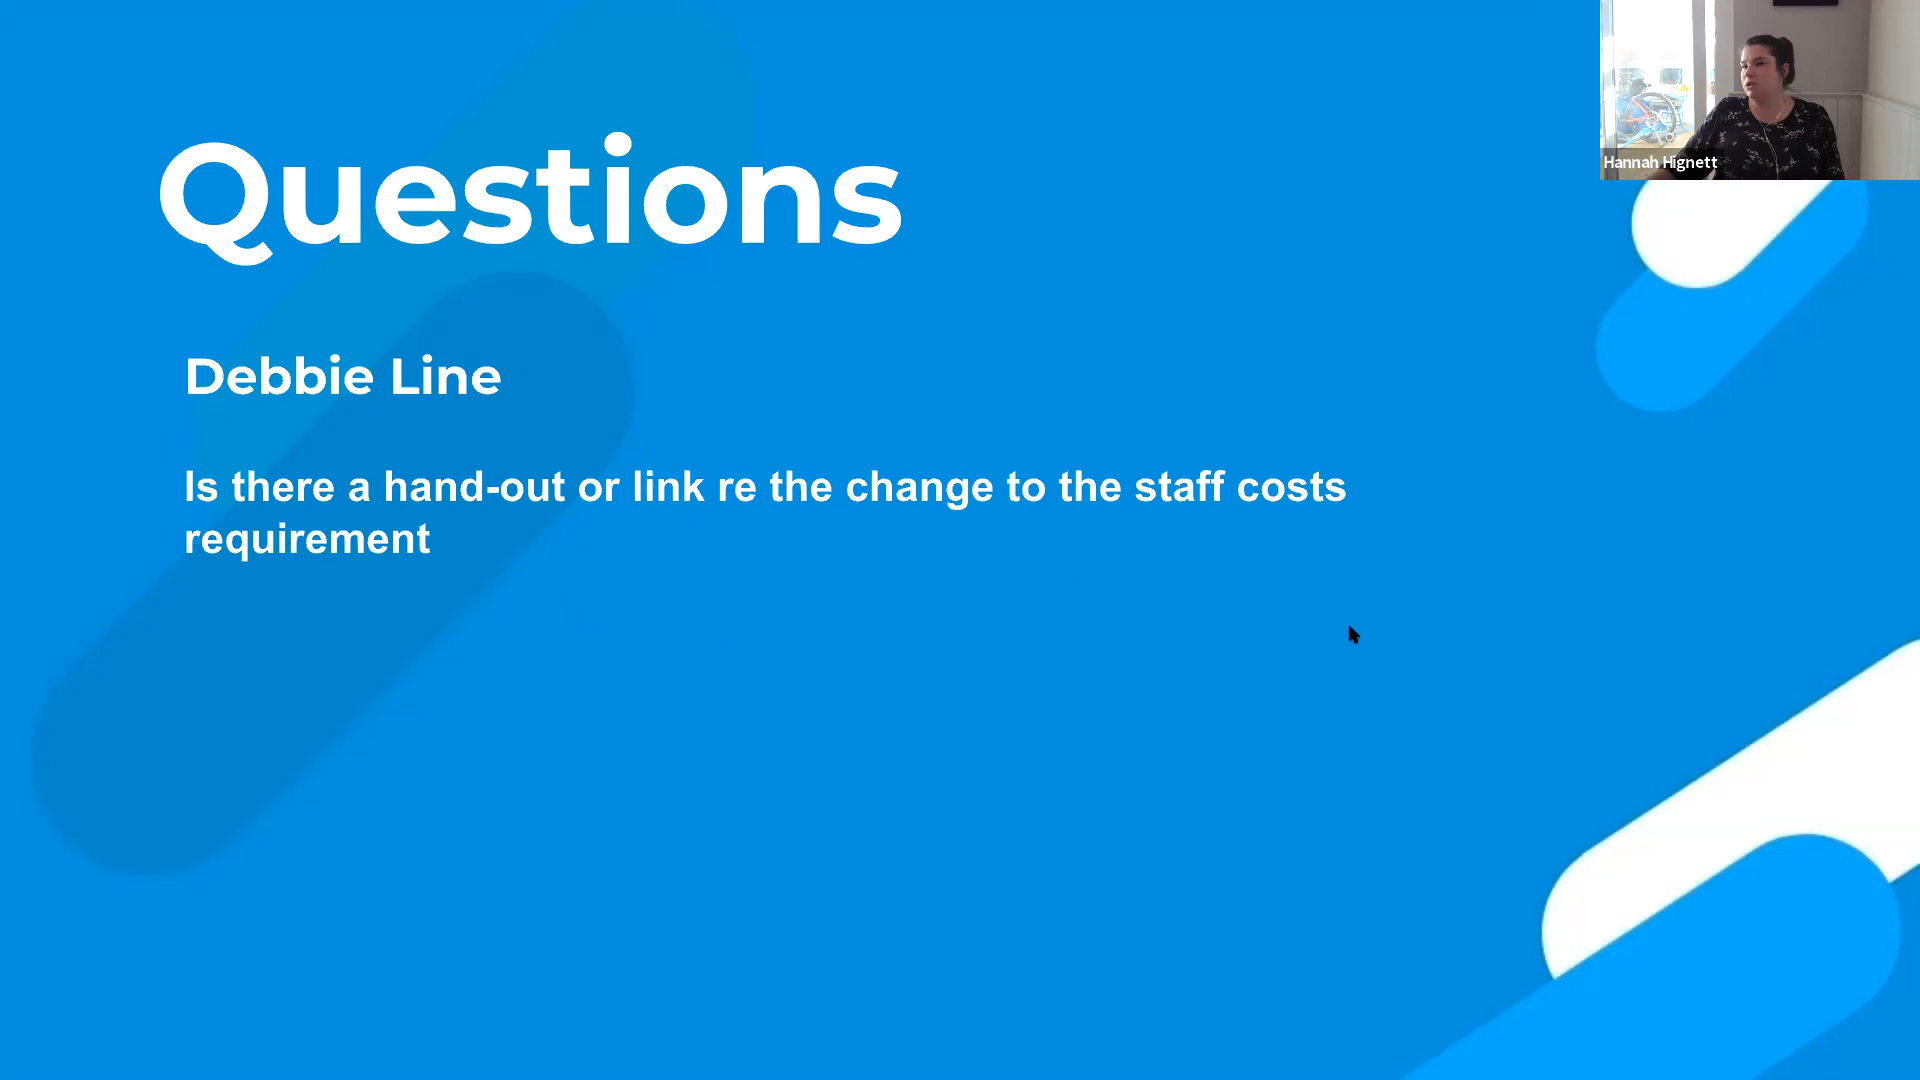 Questions
Hannah Hignett
Debbie Line
Is there a hand-out or link re the change to the staff costs
requirement